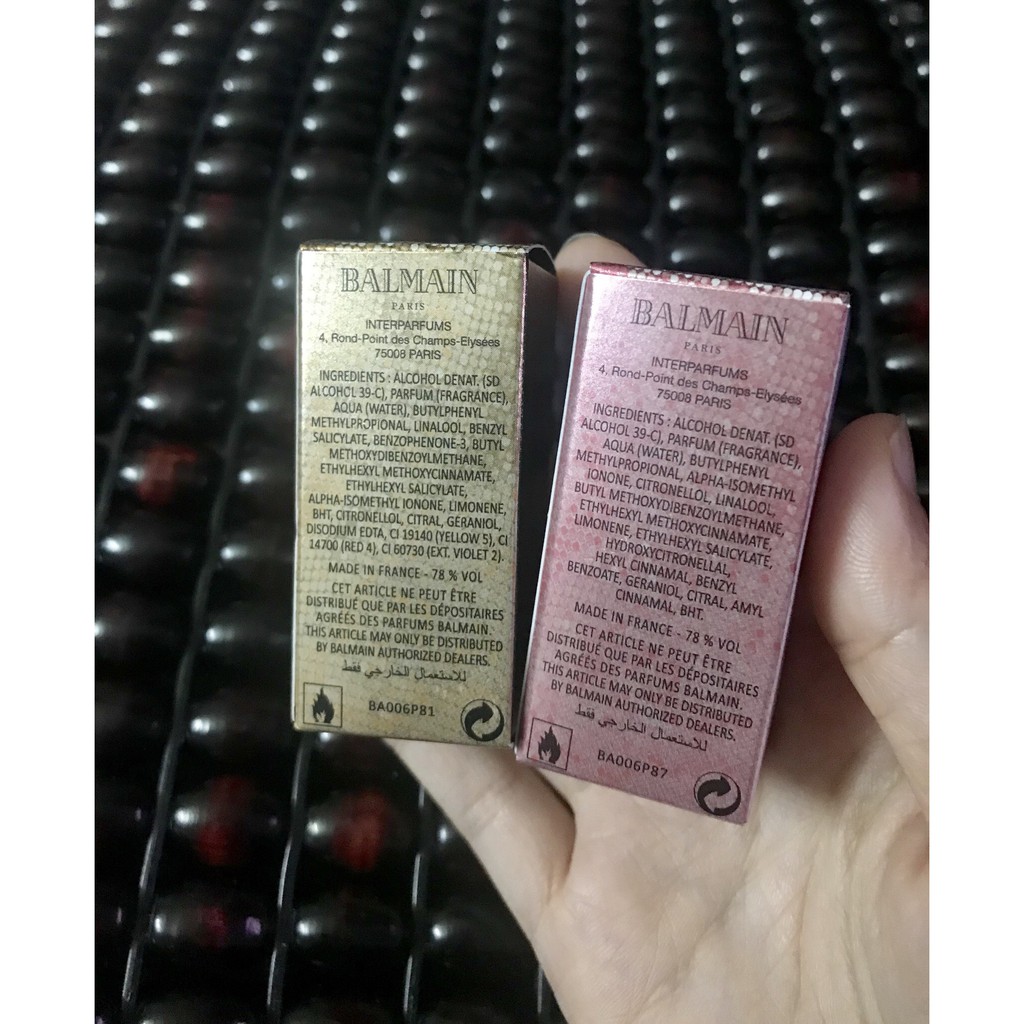 BALMAIN
PARIS
INTERPARFUMS
4, Rond-Point des Champs-Elysées
75008 PARIS
INGREDIENTS : ALCOHOL DENAT. (SD
ALCOHOL 39-C), PARFUM (FRAGRANCE),
AQUA (WATER), BUTYLPHENYL
METHYLPROPIONAL, LINALOOL, BENZYL
SALICYLATE, BENZOPHENONE-3, BUTYL
METHOXYDIBENZOYLMETHANE,
ETHYLHEXYL METHOXYCINNAMATE,
ETHYLHEXYL SALICYLATE,
ALPHA-ISOMETHYL IONONE, LIMONENE,
BHT, CITRONELLOL, CITRAL, GERANIOL,
DISODIUM EDTA, CI 19140 (YELLOW 5), CI
14700 (RED 4), CI 60730 (EXT. VIOLET 2).
MADE IN FRANCE - 78 % VOL
CET ARTICLE NE PEUT ÊTRE
DISTRIBUÉ QUE PAR LES DÉPOSITAIRES
AGRÉÉS DES PARFUMS BALMAIN.
THIS ARTICLE MAY ONLY BE DISTRIBUTED
BY BALMAIN AUTHORIZED DEALERS.
للاستعمال الخارجي فقط
BA006P81
BALMAIN
PARIS
INTERPARFUMS
4, Rond-Point des Champs-Elysées
75008 PARIS
INGREDIENTS : ALCOHOL DENAT. (SD
ALCOHOL 39-C), PARFUM (FRAGRANCE),
AQUA (WATER), BUTYLPHENYL
METHYLPROPIONAL, ALPHA-ISOMETHYL
IONONE, CITRONELLOL, LINALOOL,
BUTYL METHOXYDIBENZOYLMETHANE,
ETHYLHEXYL METHOXYCINNAMATE,
LIMONENE, ETHYLHEXYL SALICYLATE,
HYDROXYCITRONELLAL,
HEXYL CINNAMAL, BENZYL
BENZOATE, GERANIOL, CITRAL, AMYL
CINNAMAL, BHT.
MADE IN FRANCE - 78 % VOL
CET ARTICLE NE PEUT ÊTRE
DISTRIBUÉ QUE PAR LES DÉPOSITAIRES
AGRÉÉS DES PARFUMS BALMAIN.
THIS ARTICLE MAY ONLY BE DISTRIBUTED
BY BALMAIN AUTHORIZED DEALERS.
للاستعمال الخارجي فقط
BA006P87